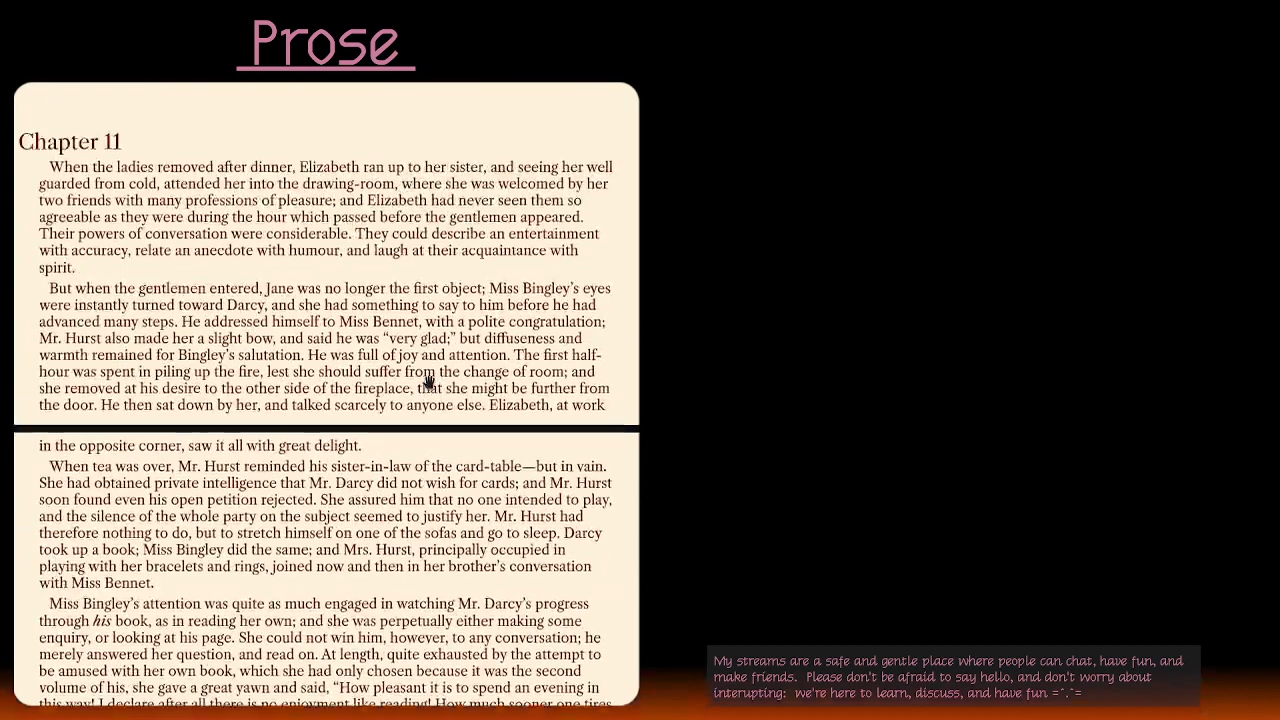 Prose
Chapter 11
When the ladies removed after dinner, Elizabeth ran up to her sister, and seeing her well
guarded from cold, attended her into the drawing-room, where she was welcomed by her
two friends with many professions of pleasure; and Elizabeth had never seen them so
agreeable as they were during the hour which passed before the gentlemen appeared.
Their powers of conversation were considerable. They could describe an entertainment
with accuracy, relate an anecdote with humour, and laugh at their acquaintance with
spirit.
But when the gentlemen entered, Jane was no longer the first object; Miss Bingley’s eyes
were instantly turned toward Darcy, and she had something to say to him before he had
advanced many steps. He addressed himself to Miss Bennet, with a polite congratulation;
Mr. Hurst also made her a slight bow, and said he was “very glad;” but diffuseness and
warmth remained for Bingley’s salutation. He was full of joy and attention. The first half-
hour was spent in piling up the fire, lest she should suffer from the change of room; and
she removed at his desire to the other side of the fireplace, that she might be further from
the door. He then sat down by her, and talked scarcely to anyone else. Elizabeth, at work
in the opposite corner, saw it all with great delight.
When tea was over, Mr. Hurst reminded his sister-in-law of the card-table—but in vain.
She had obtained private intelligence that Mr. Darcy did not wish for cards; and Mr. Hurst
soon found even his open petition rejected. She assured him that no one intended to play,
and the silence of the whole party on the subject seemed to justify her. Mr. Hurst had
therefore nothing to do, but to stretch himself on one of the sofas and go to sleep. Darcy
took up a book; Miss Bingley did the same; and Mrs. Hurst, principally occupied in
playing with her bracelets and rings, joined now and then in her brother’s conversation
with Miss Bennet.
Miss Bingley’s attention was quite as much engaged in watching Mr. Darcy’s progress
through his book, as in reading her own; and she was perpetually either making some
enquiry, or looking at his page. She could not win him, however, to any conversation; he
merely answered her question, and read on. At length, quite exhausted by the attempt to
be amused with her own book, which she had only chosen because it was the second
volume of his, she gave a great yawn and said, “How pleasant it is to spend an evening in
this way! I declare after all there is no enjoyment like reading! How much sooner one tires
My streams are a safe and gentle place where people can chat, have fun, and
make friends. Please don't be afraid to say hello, and don't worry about
interupting: we're here to learn, discuss, and have fun =^.^=